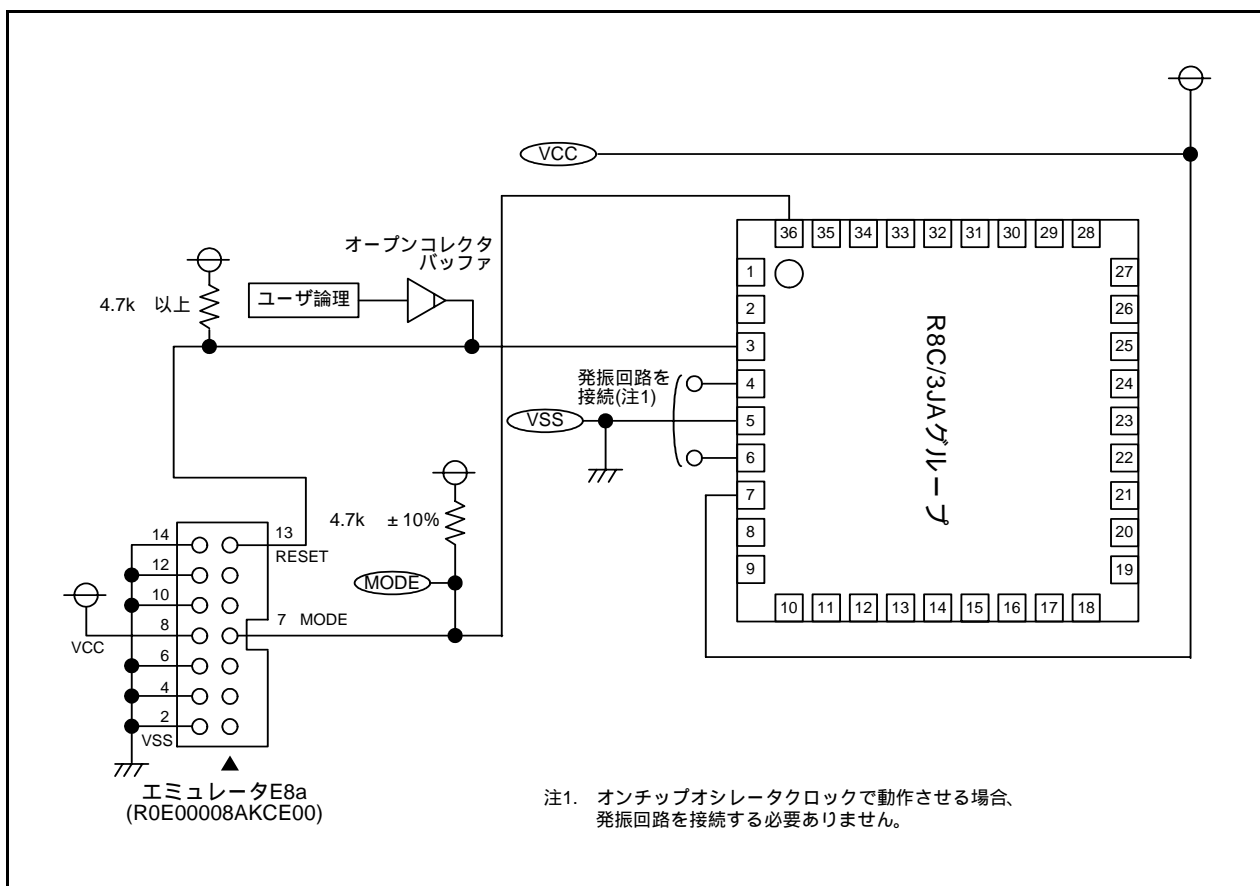 VCC
オープンコレクタ
バッファ
ユーザ論理
4.7k 以上
発振回路を
接続(注1)
VSS
4.7k ±10%
MODE
36 35 34 33 32 31 30 29 28
1
2
3
4
5
6
7
8
9
10 11 12 13 14 15 16 17 18
27
26
25
24
23
22
21
20
19
R8C/3JAグループ
14
12
10
8
6
4
2
13
RESET
7 MODE
VCC
VSS
エミュレータE8a
(R0E00008AKCE00)
注1. オンチップオシレータクロックで動作させる場合、
発振回路を接続する必要ありません。